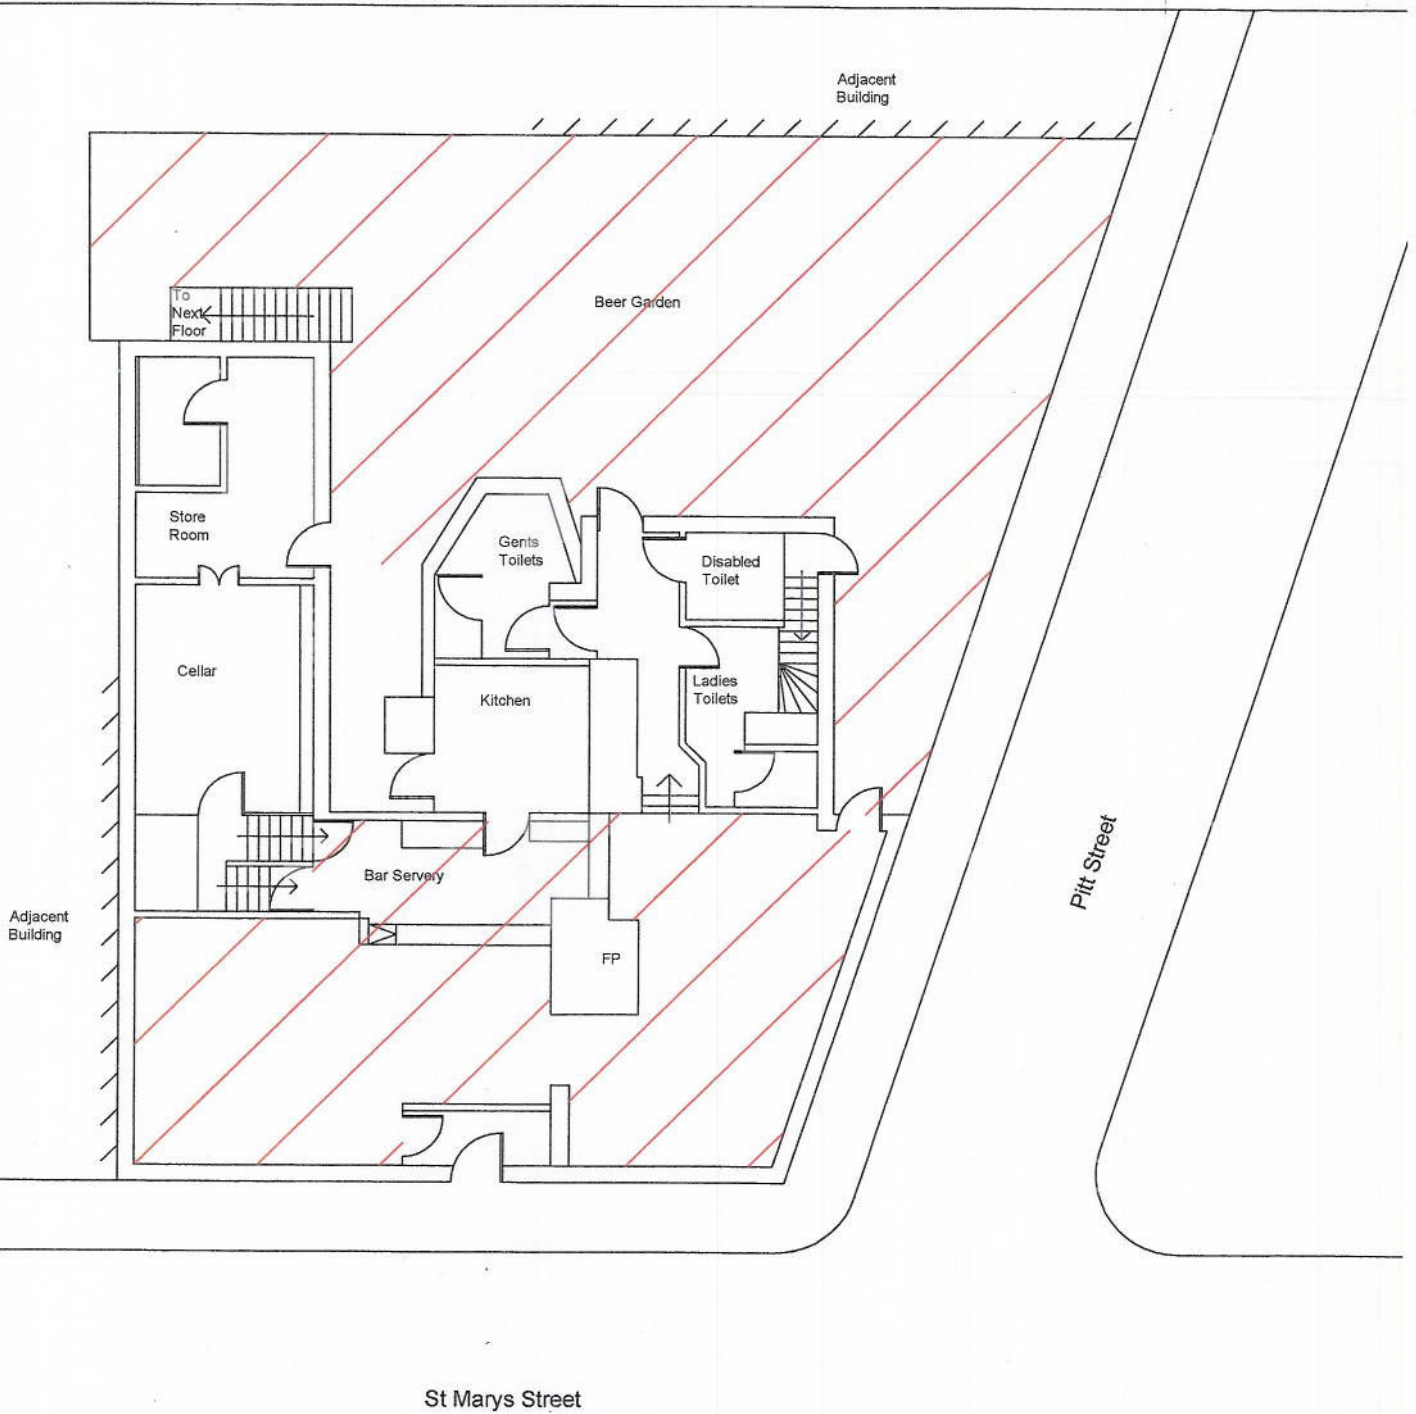 Adjacent
Building
To
Next
Floor
Beer Garden
Store
Room
Gents
Toilets
Disabled
Toilet
Cellar
Kitchen
Ladies
Toilets
Bar Servery
Pitt Street
Adjacent
Building
FP
St Marys Street